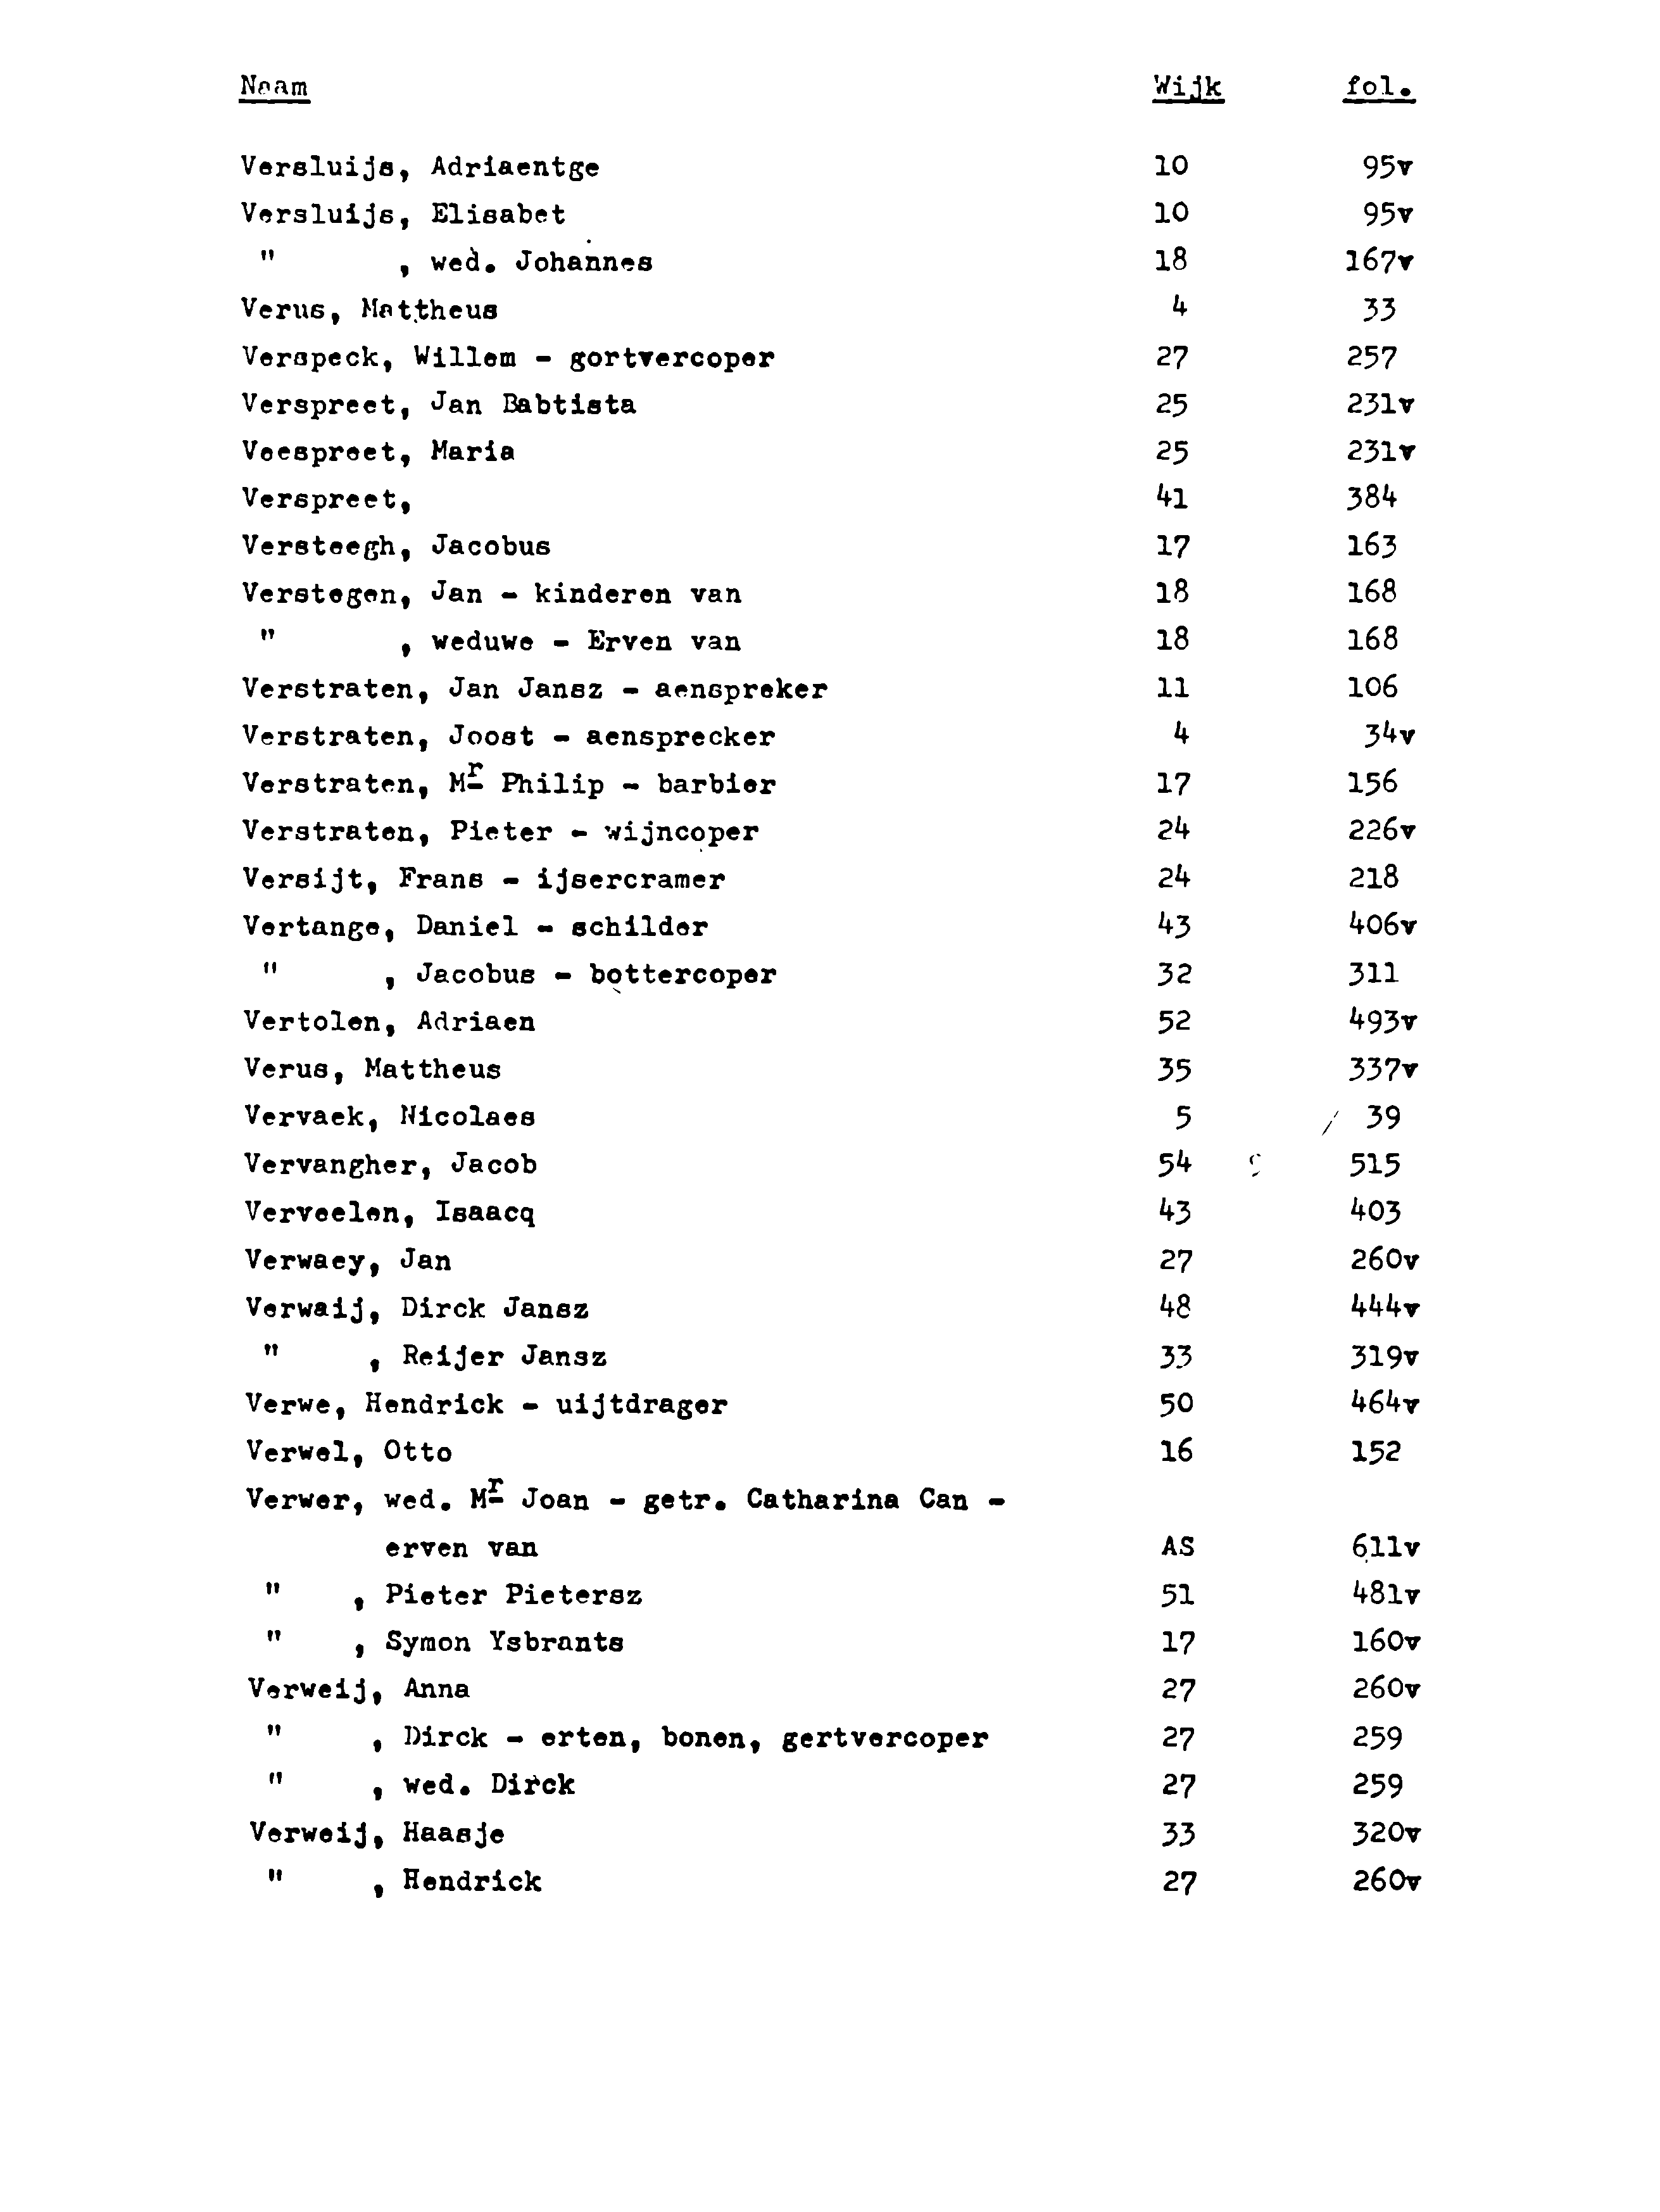 Naam Wijk fol.
Versluijs, Adriaentge 10 95v
Versluijs, Elisabet 10 95v
" , wed. Johannes 18 167v
Verus, Mattheus 4 33
Verspeck, Willem - gortvercoper 27 257
Verspreet, Jan Babtista 25 231v
Veespreet, Maria 25 231v
Verspreet, 41 384
Versteegh, Jacobus 17 163
Verstegen, Jan - kinderen van 18 168
" , weduwe - Erven van 18 168
Verstraten, Jan Jansz - aenspreker 11 106
Verstraten, Joost - aensprecker 4 34v
Verstraten, Mr Philip - barbier 17 156
Verstraten, Pieter - wijncoper 24 226v
Versijt, Frans - ijsercramer 24 218
Vertange, Daniel - schilder 43 406v
" , Jacobus - bottercoper 32 311
Vertolen, Adriaen 52 493v
Verus, Mattheus 35 337v
Vervaek, Nicolaes 5 39
Vervangher, Jacob 54 515
Verveelen, Isaacq 43 403
Verwaey, Jan 27 260v
Verwaij, Dirck Jansz 48 444v
" , Reijer Jansz 33 319v
Verwe, Hendrick - uijtdrager 50 464v
Verwel, Otto 16 152
Verwer, wed. Mr Joan - getr. Catharina Can -
erven van AS 611v
" , Pieter Pietersz 51 481v
" , Symon Ysbrants 17 160v
Verweij, Anna 27 260v
" , Dirck - erten, bonen, gertvercoper 27 259
" , wed. Dirck 27 259
Verweij, Haasje 33 320v
" , Hendrick 27 260v